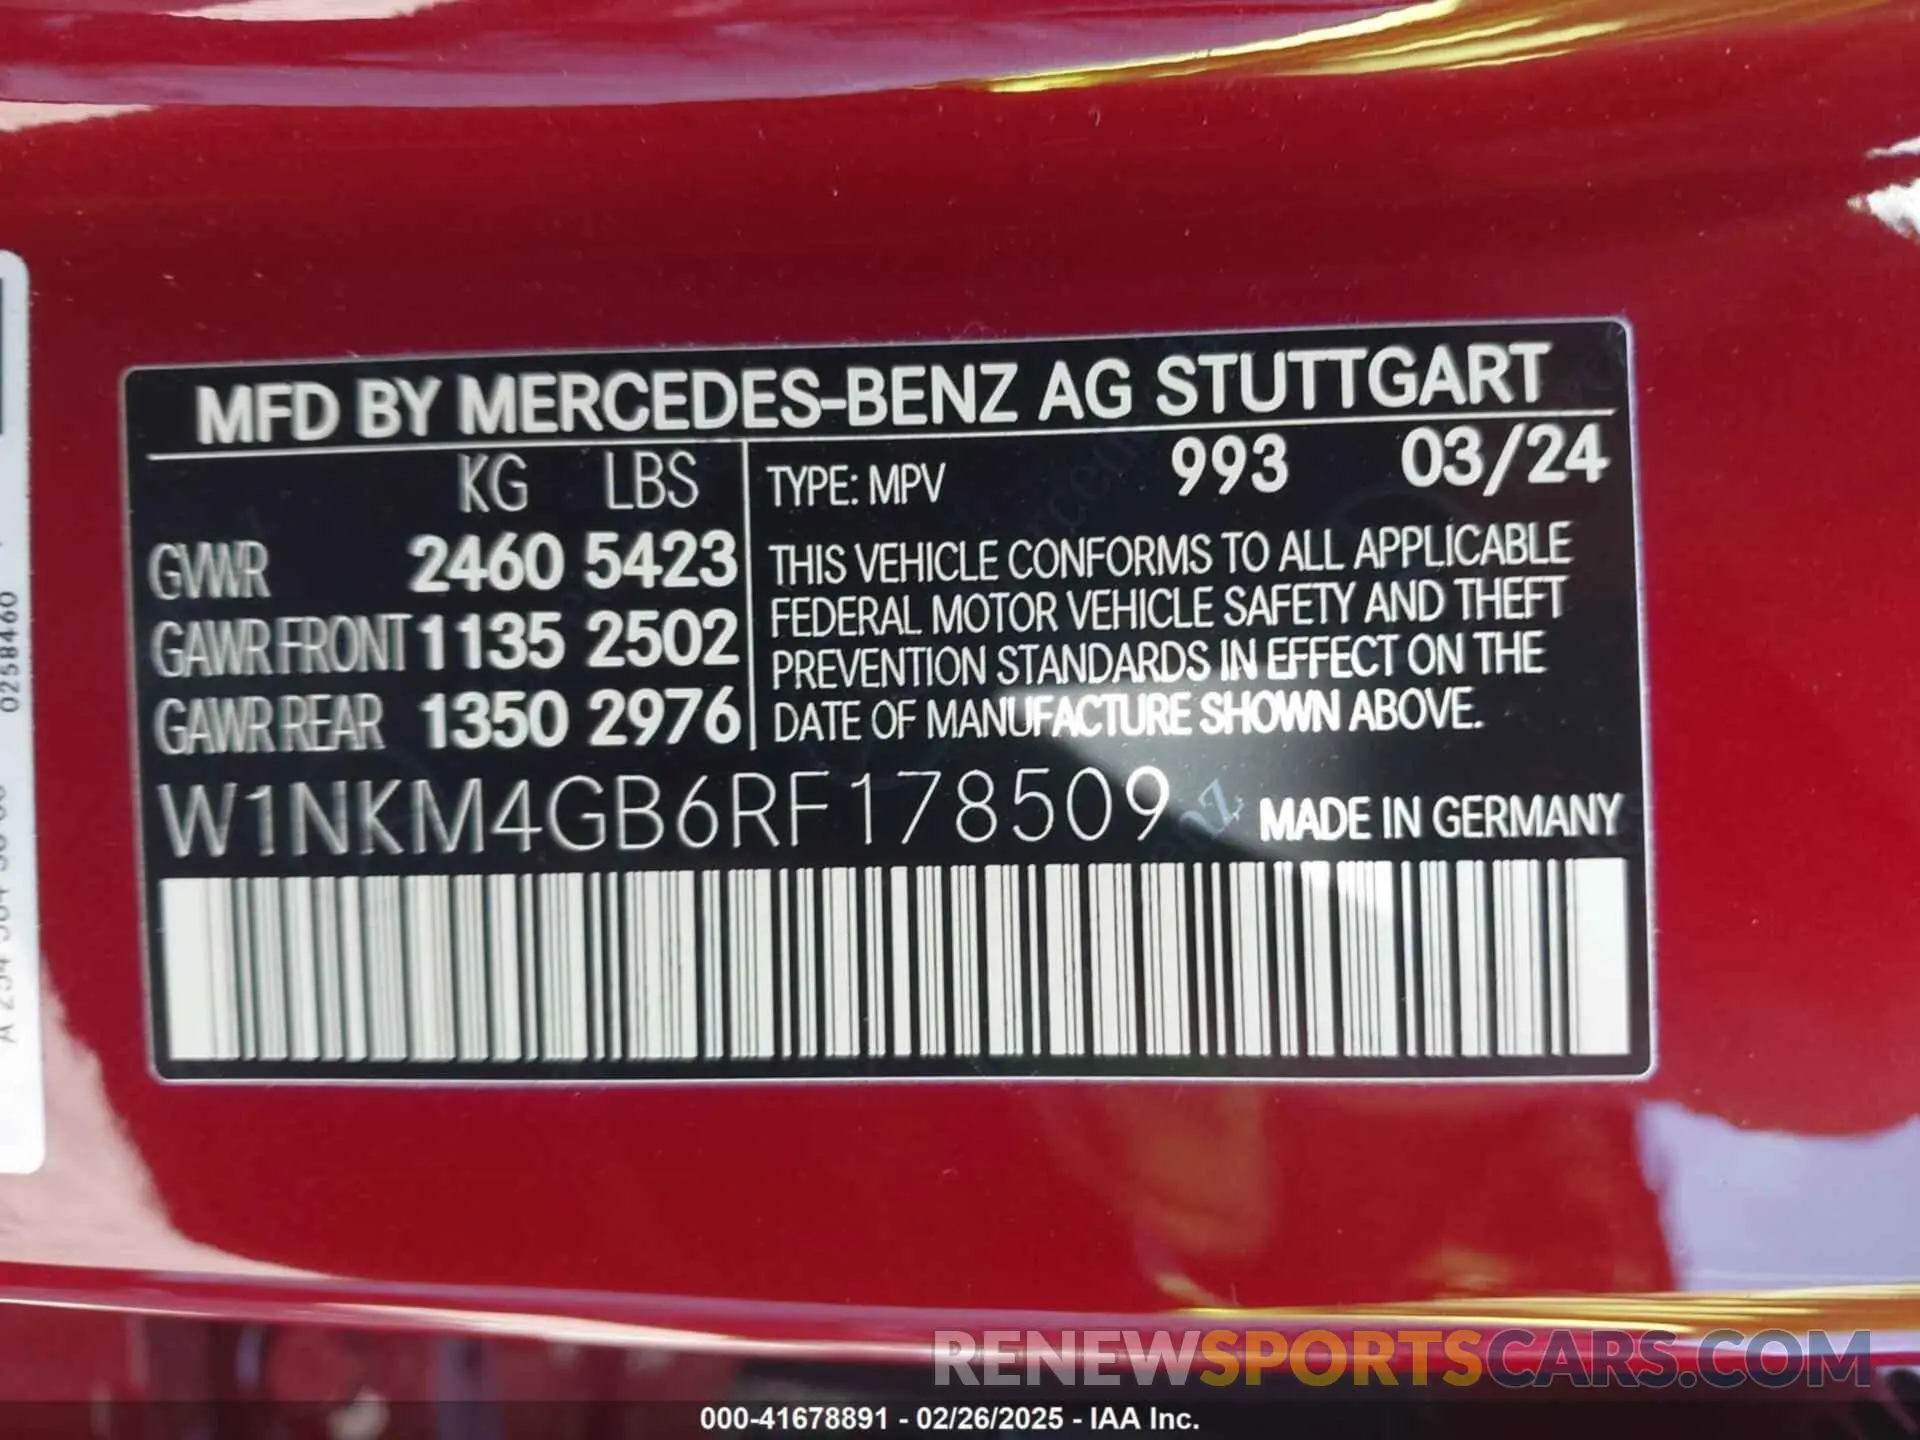 MFD BY MERCEDES-BENZ AG STUTTGART
KG LBS
GVWR 2460 5423
GAWR FRONT 1135 2502
GAWR REAR 1350 2976
TYPE: MPV 993 03/24
THIS VEHICLE CONFORMS TO ALL APPLICABLE
FEDERAL MOTOR VEHICLE SAFETY AND THEFT
PREVENTION STANDARDS IN EFFECT ON THE
DATE OF MANUFACTURE SHOWN ABOVE.
W1NKM4GB6RF178509 MADE IN GERMANY
0258460
RENEWSPORTSCARS.COM
000-41678891 - 02/26/2025 - IAA Inc.